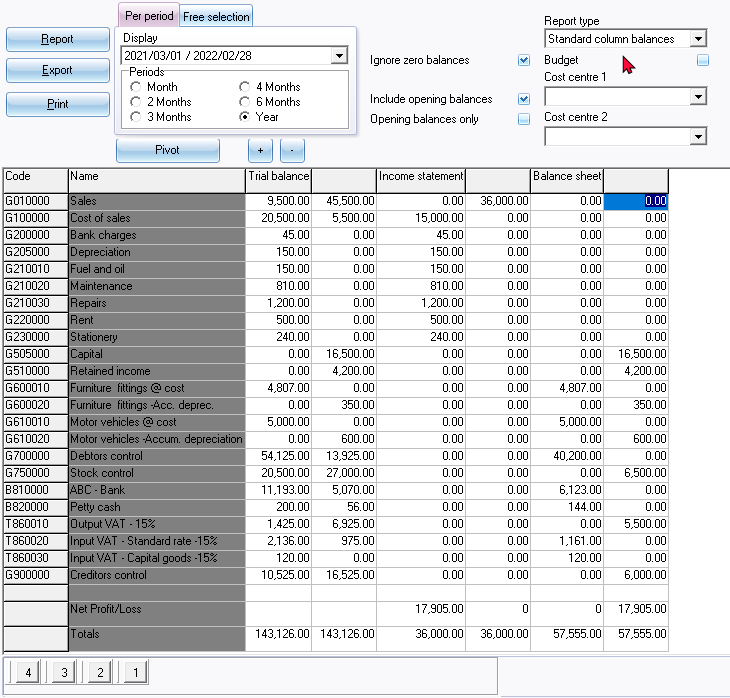 Per period Free selection
Report
Export
Print
Display
2021/03/01 / 2022/02/28
Periods
Month 4 Months
2 Months 6 Months
3 Months Year
Pivot + -
Ignore zero balances
Include opening balances
Opening balances only
Report type
Standard column balances
Budget
Cost centre 1
Cost centre 2
Code Name Trial balance Income statement Balance sheet
G010000 Sales 9,500.00 45,500.00 0.00 36,000.00 0.00 0.00
G100000 Cost of sales 20,500.00 5,500.00 15,000.00 0.00 0.00 0.00
G200000 Bank charges 45.00 0.00 45.00 0.00 0.00 0.00
G205000 Depreciation 150.00 0.00 150.00 0.00 0.00 0.00
G210010 Fuel and oil 150.00 0.00 150.00 0.00 0.00 0.00
G210020 Maintenance 810.00 0.00 810.00 0.00 0.00 0.00
G210030 Repairs 1,200.00 0.00 1,200.00 0.00 0.00 0.00
G220000 Rent 500.00 0.00 500.00 0.00 0.00 0.00
G230000 Stationery 240.00 0.00 240.00 0.00 0.00 0.00
G505000 Capital 0.00 16,500.00 0.00 0.00 0.00 16,500.00
G510000 Retained income 0.00 4,200.00 0.00 0.00 0.00 4,200.00
G600010 Furniture fittings @ cost 4,807.00 0.00 0.00 0.00 4,807.00 0.00
G600020 Furniture fittings -Acc. deprec. 0.00 350.00 0.00 0.00 0.00 350.00
G610010 Motor vehicles @ cost 5,000.00 0.00 0.00 0.00 5,000.00 0.00
G610020 Motor vehicles -Accum. depreciation 0.00 600.00 0.00 0.00 0.00 600.00
G700000 Debtors control 54,125.00 13,925.00 0.00 0.00 40,200.00 0.00
G750000 Stock control 20,500.00 27,000.00 0.00 0.00 0.00 6,500.00
B810000 ABC - Bank 11,193.00 5,070.00 0.00 0.00 6,123.00 0.00
B820000 Petty cash 200.00 56.00 0.00 0.00 144.00 0.00
T860010 Output VAT - 15% 1,425.00 6,925.00 0.00 0.00 0.00 5,500.00
T860020 Input VAT - Standard rate -15% 2,136.00 975.00 0.00 0.00 1,161.00 0.00
T860030 Input VAT - Capital goods -15% 120.00 0.00 0.00 0.00 120.00 0.00
G900000 Creditors control 10,525.00 16,525.00 0.00 0.00 0.00 6,000.00
Net Profit/Loss 17,905.00 0 0 17,905.00
Totals 143,126.00 143,126.00 36,000.00 36,000.00 57,555.00 57,555.00
4 3 2 1